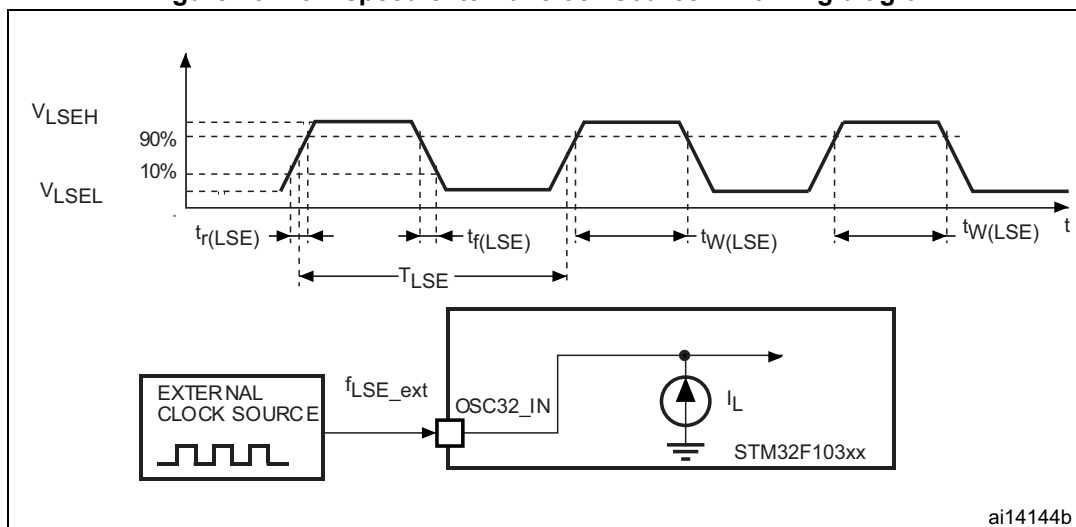 V_LSEH
90%
10%
V_LSEL
t_r(LSE)
t_f(LSE)
t_W(LSE)
t_W(LSE)
t
T_LSE
EXTERNAL
CLOCK SOURCE
f_LSE_ext
OSC32_IN
I_L
STM32F103xx
ai14144b